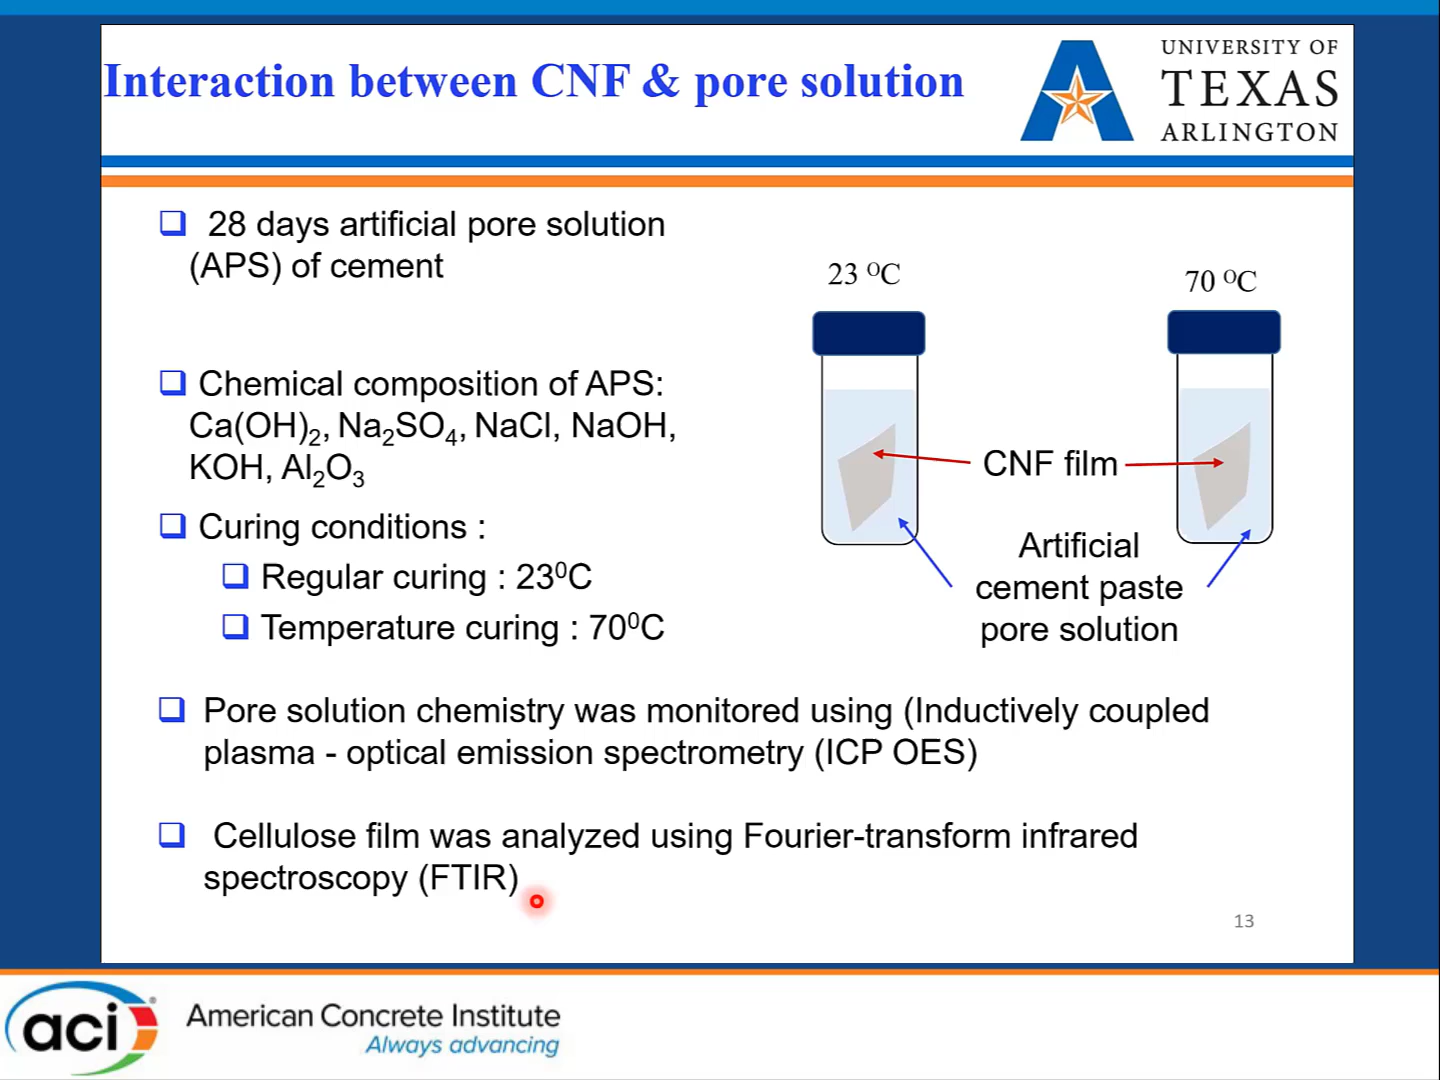 Interaction between CNF & pore solution
UNIVERSITY OF
TEXAS
ARLINGTON
28 days artificial pore solution
(APS) of cement
Chemical composition of APS:
Ca(OH)₂, Na₂SO₄, NaCl, NaOH,
KOH, Al₂O₃
Curing conditions :
Regular curing : 23⁰C
Temperature curing : 70⁰C
23 ᴼC
70 ᴼC
CNF film
Artificial
cement paste
pore solution
Pore solution chemistry was monitored using (Inductively coupled
plasma - optical emission spectrometry (ICP OES)
Cellulose film was analyzed using Fourier-transform infrared
spectroscopy (FTIR)
13
aci®
American Concrete Institute
Always advancing